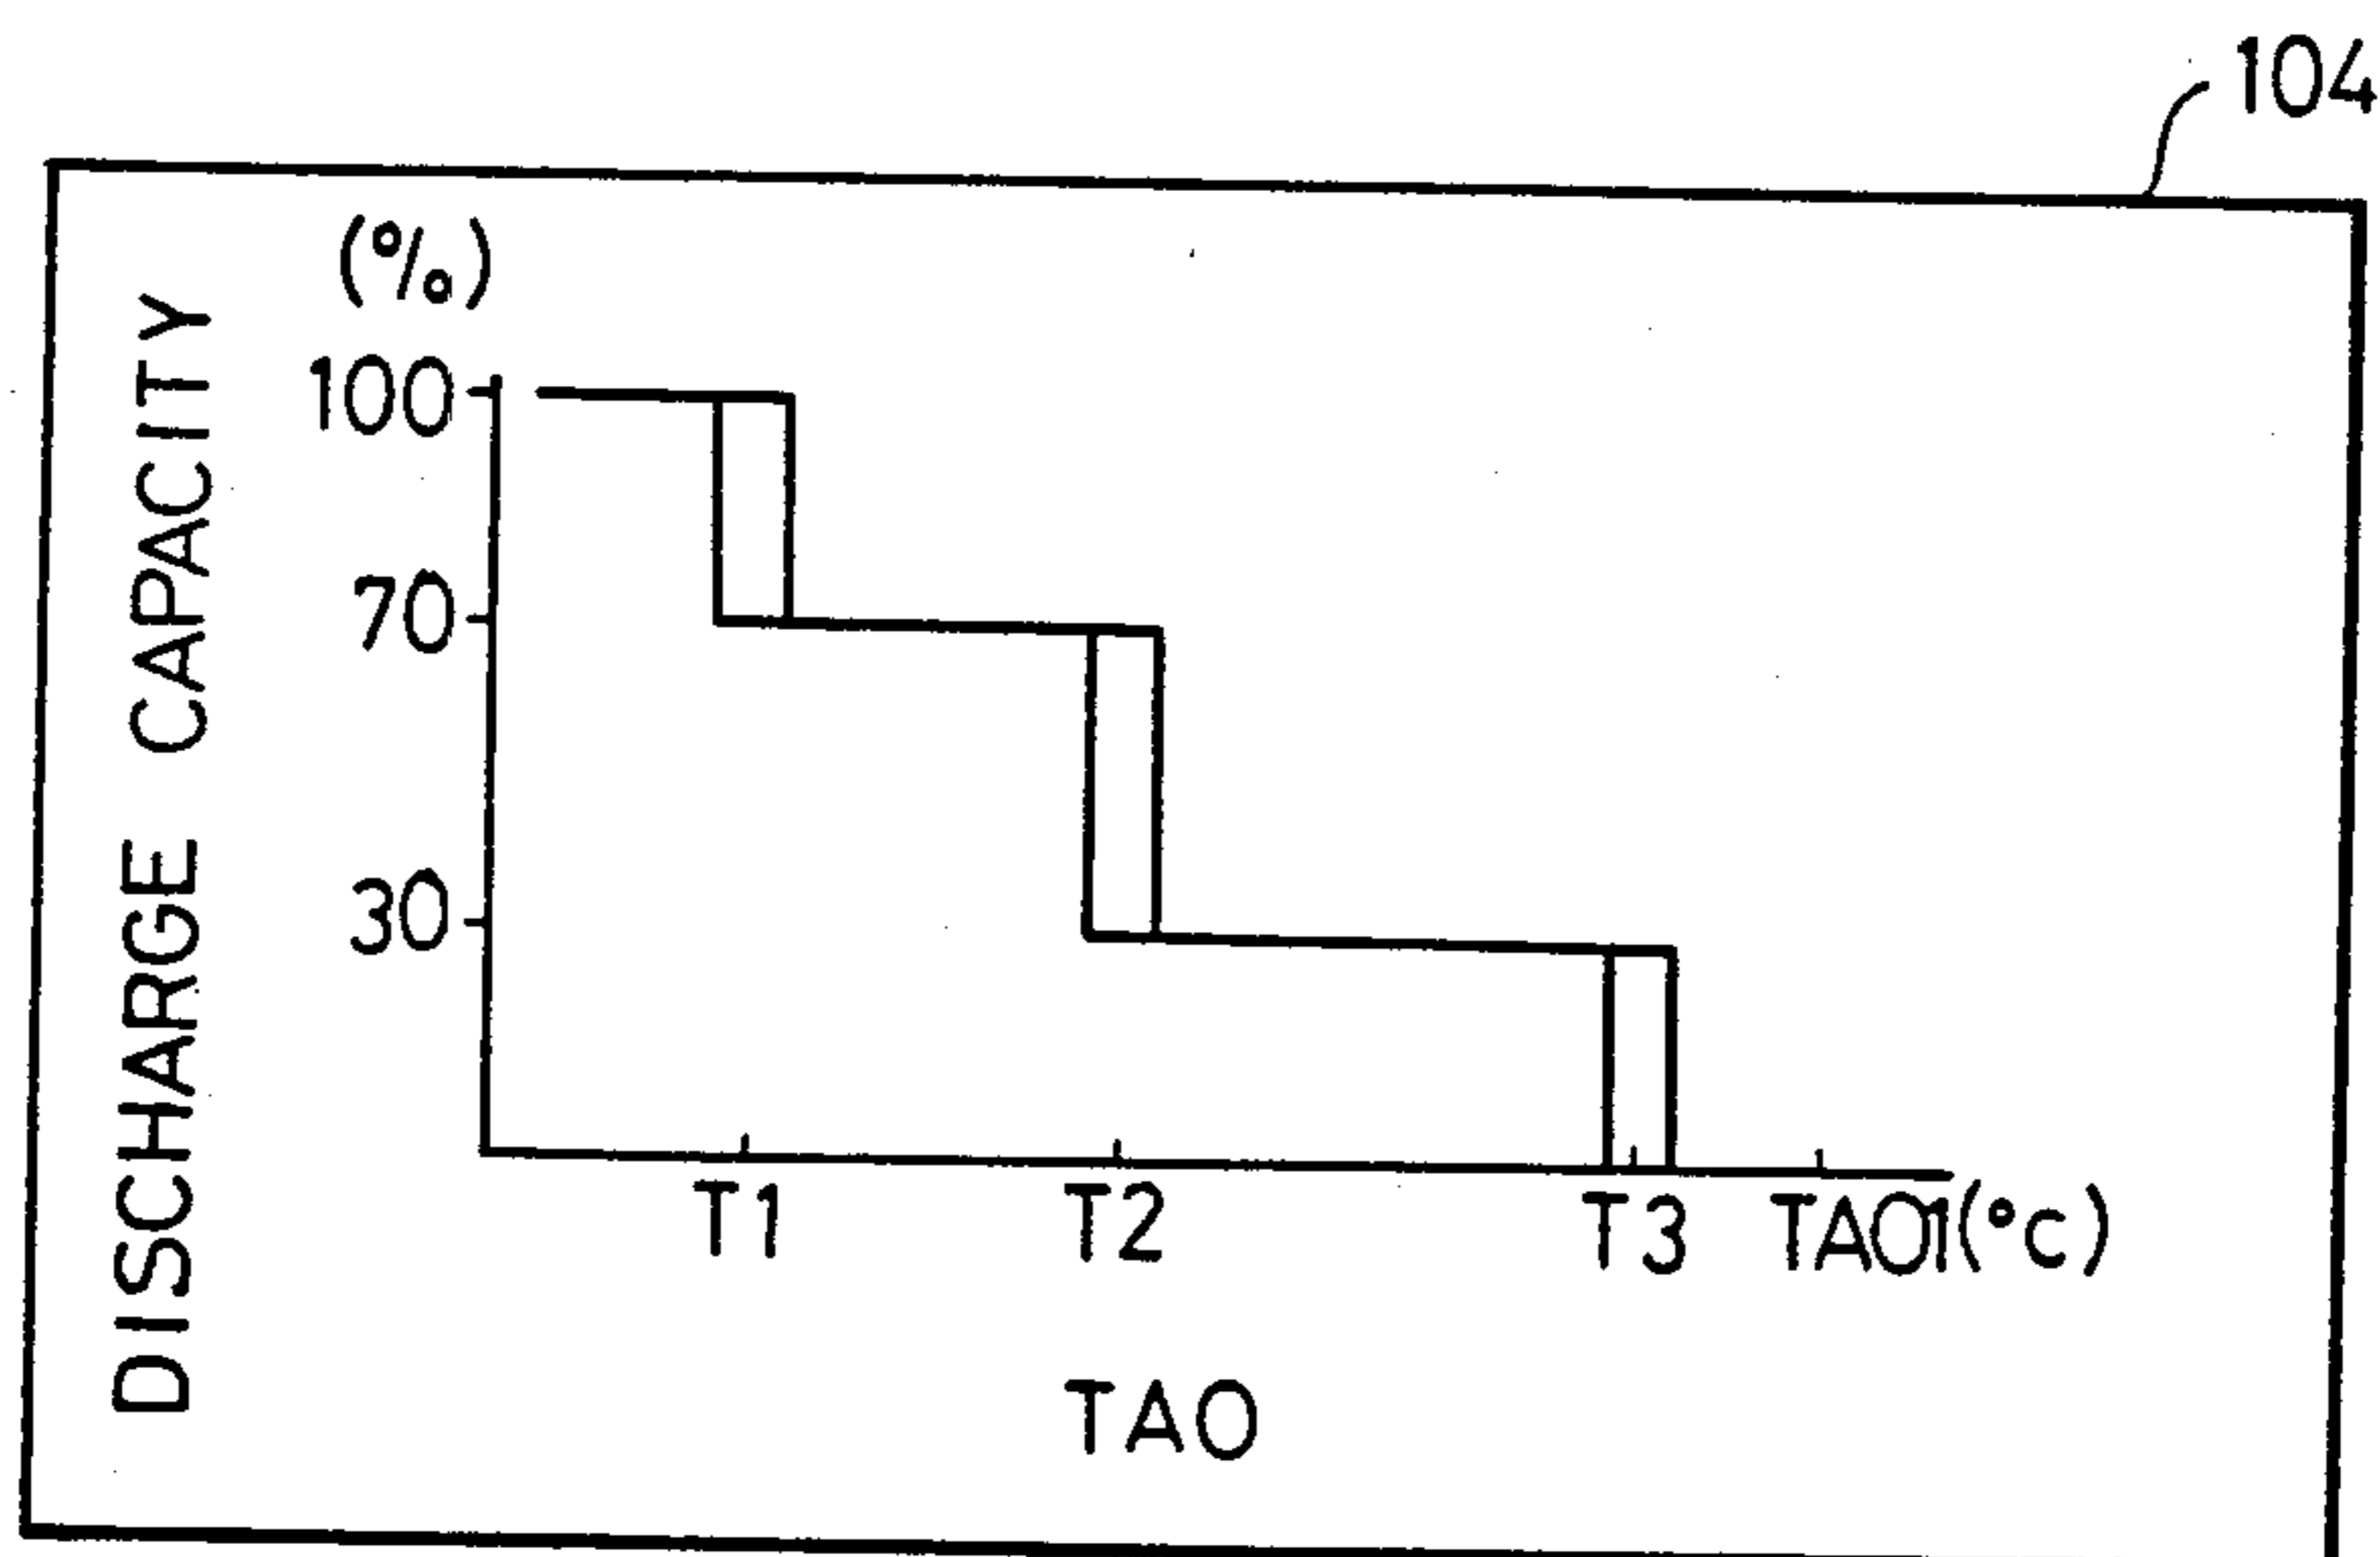 104
(%)
100
70
30
DISCHARGE CAPACITY
T1 T2 T3 TAO1(°C)
TAO